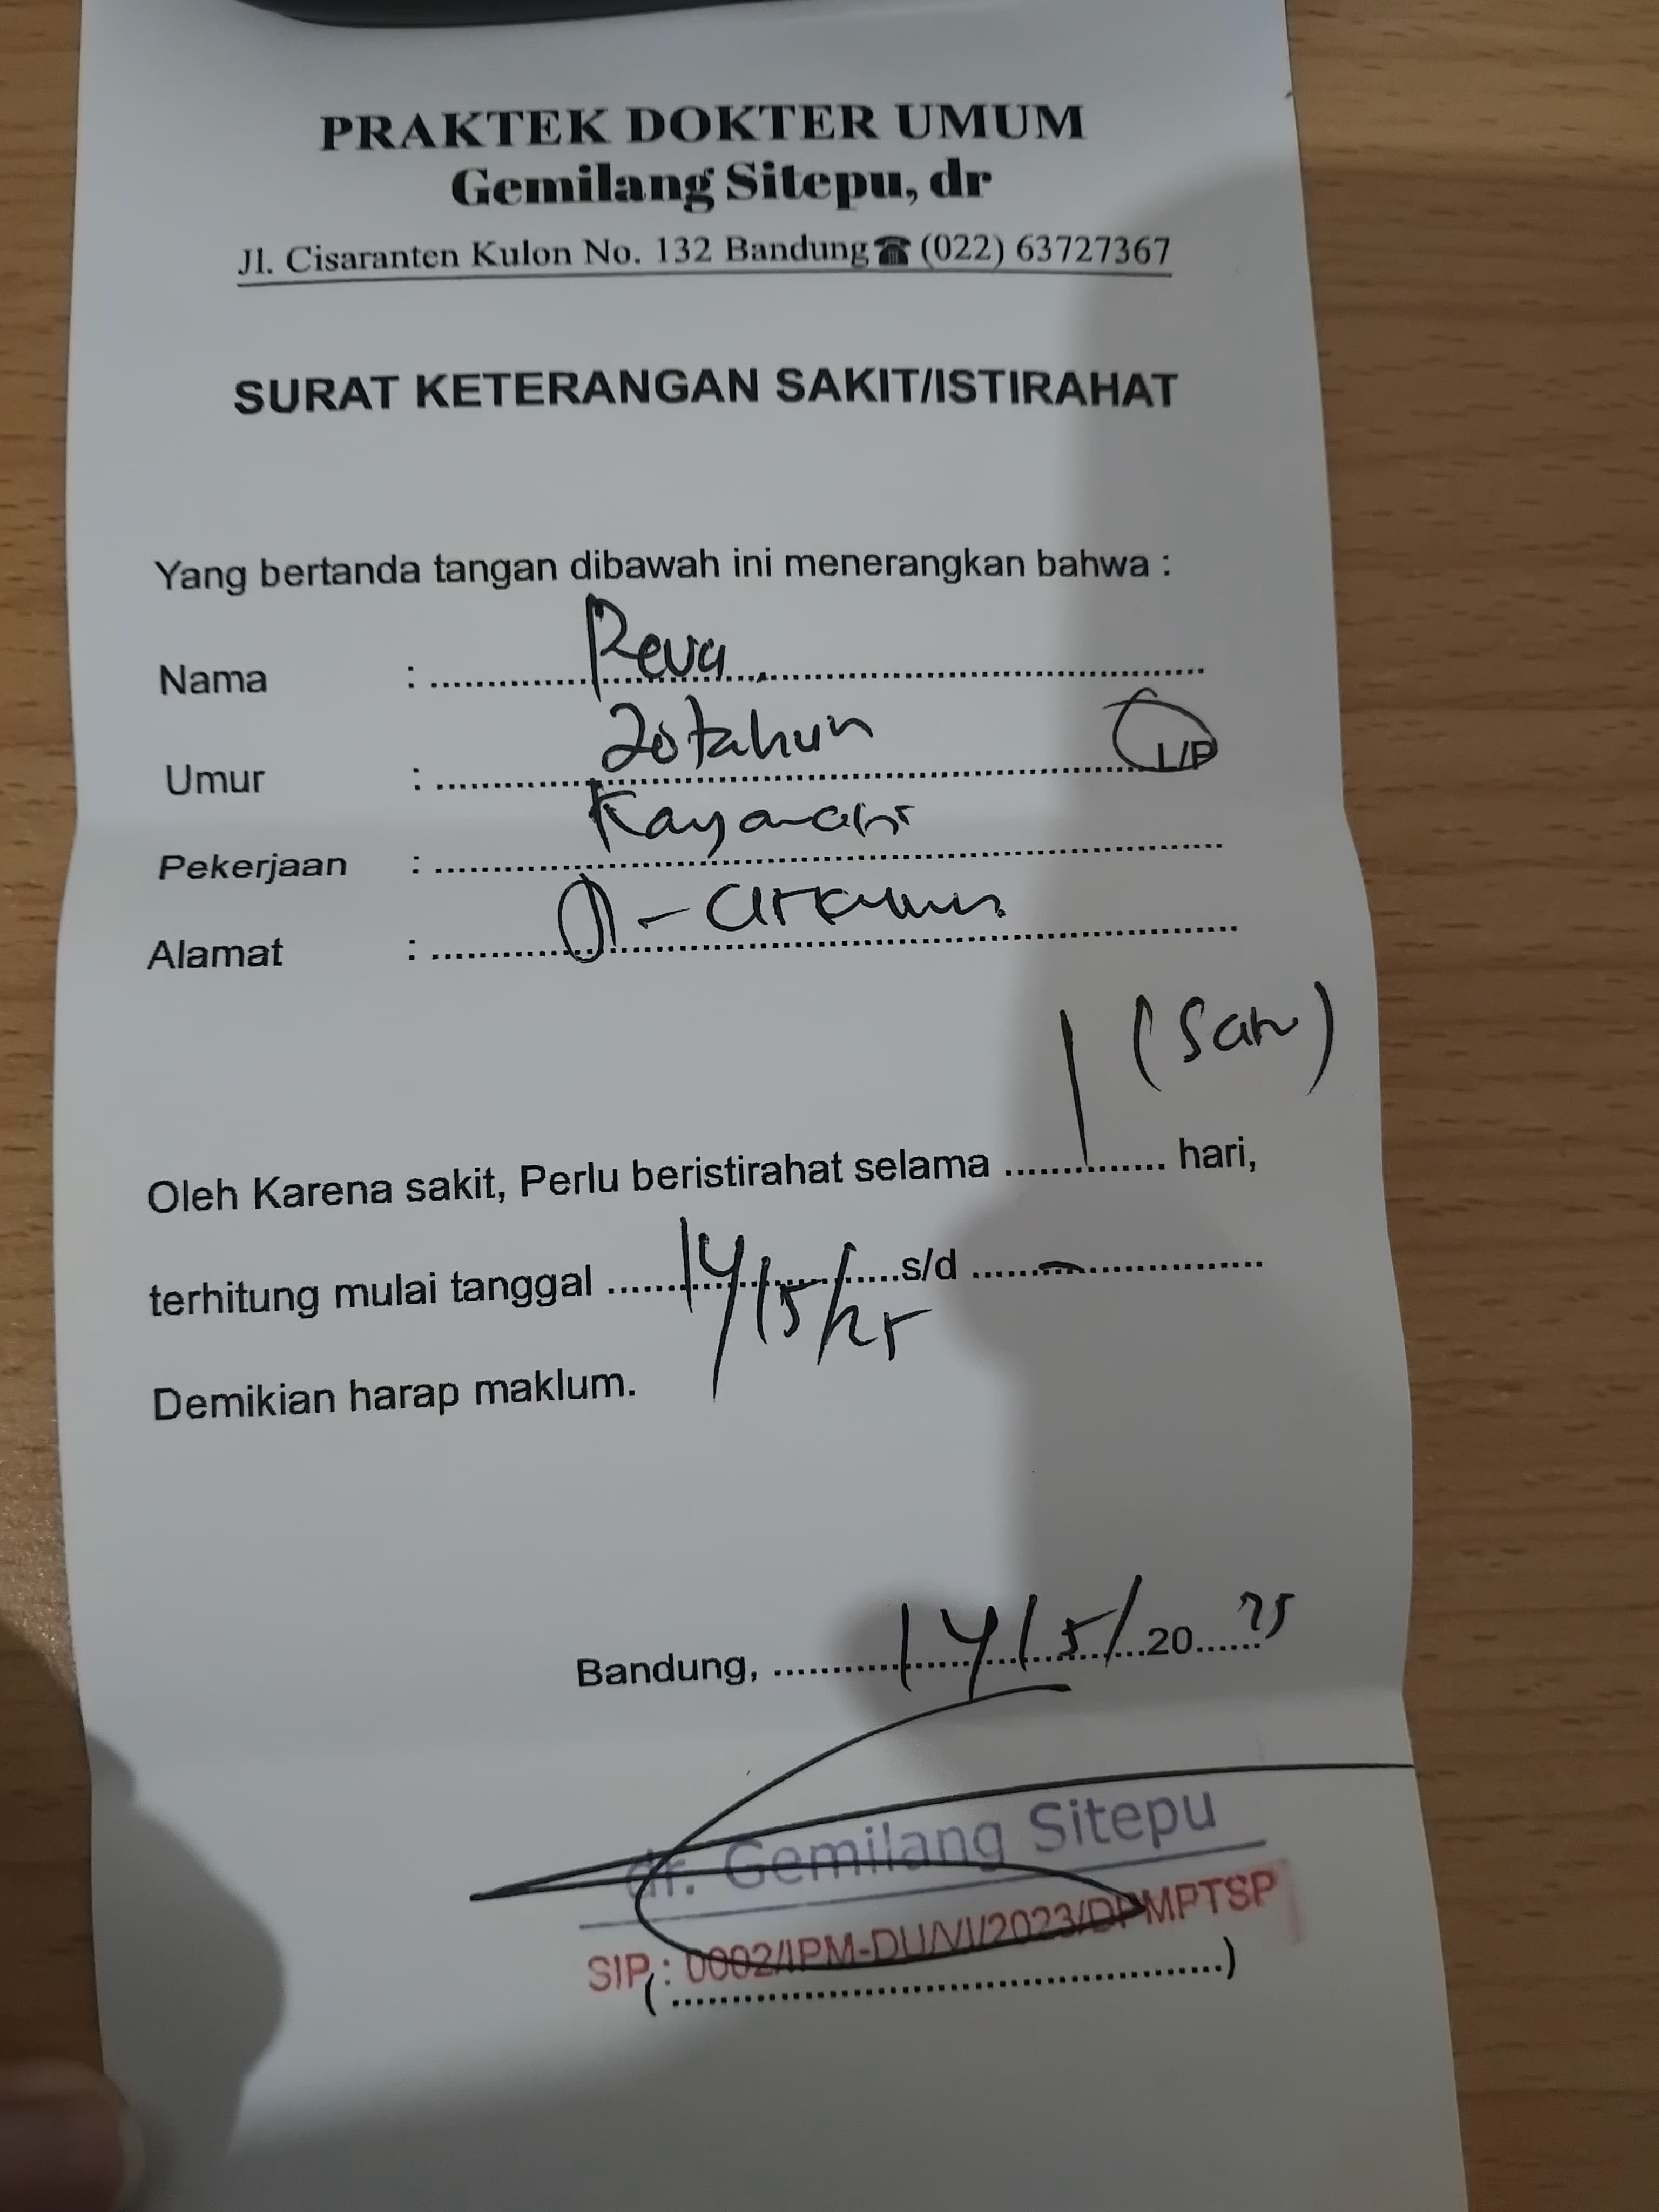 PRAKTEK DOKTER UMUM
Gemilang Sitepu, dr
Jl. Cisaranten Kulon No. 132 Bandung ☎ (022) 63727367
SURAT KETERANGAN SAKIT/ISTIRAHAT
Yang bertanda tangan dibawah ini menerangkan bahwa :
Nama : Reva
Umur : 20 tahun L/P
Pekerjaan :
Alamat :
1 (Satu)
Oleh Karena sakit, Perlu beristirahat selama hari,
terhitung mulai tanggal 14/5/25 s/d -
Demikian harap maklum.
Bandung, 14/5/2025
dr. Gemilang Sitepu
SIP : 0002/IPM-DU/VI/2023/DPMPTSP
(....................)